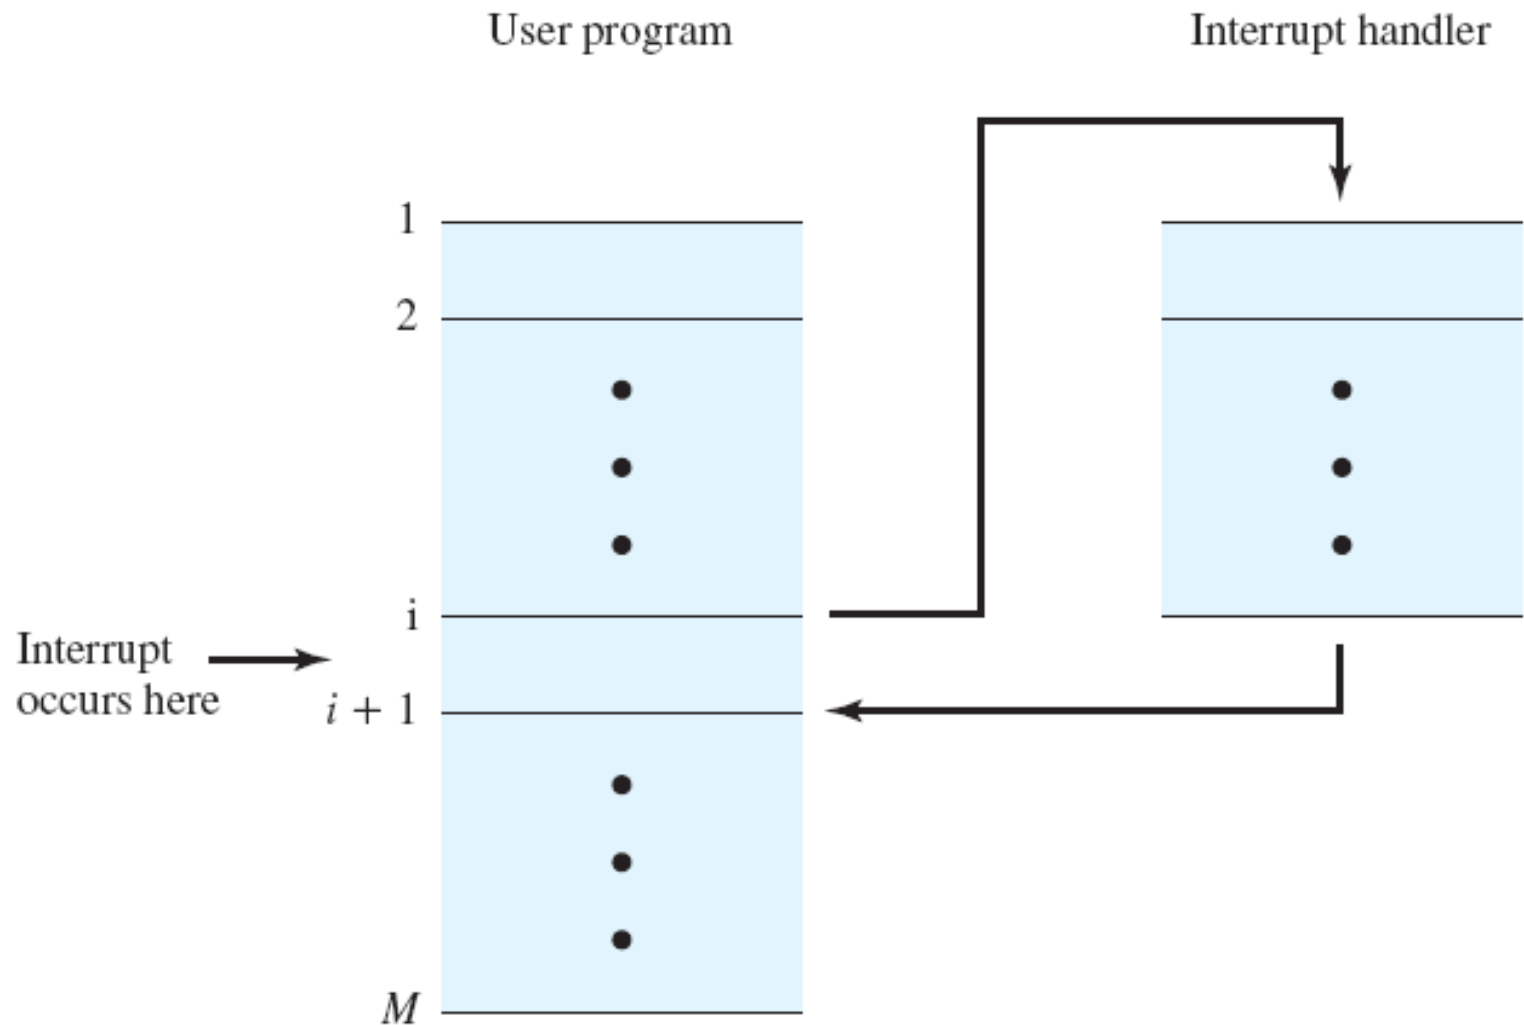 User program
Interrupt handler
1
2
i
Interrupt
occurs here
i + 1
M